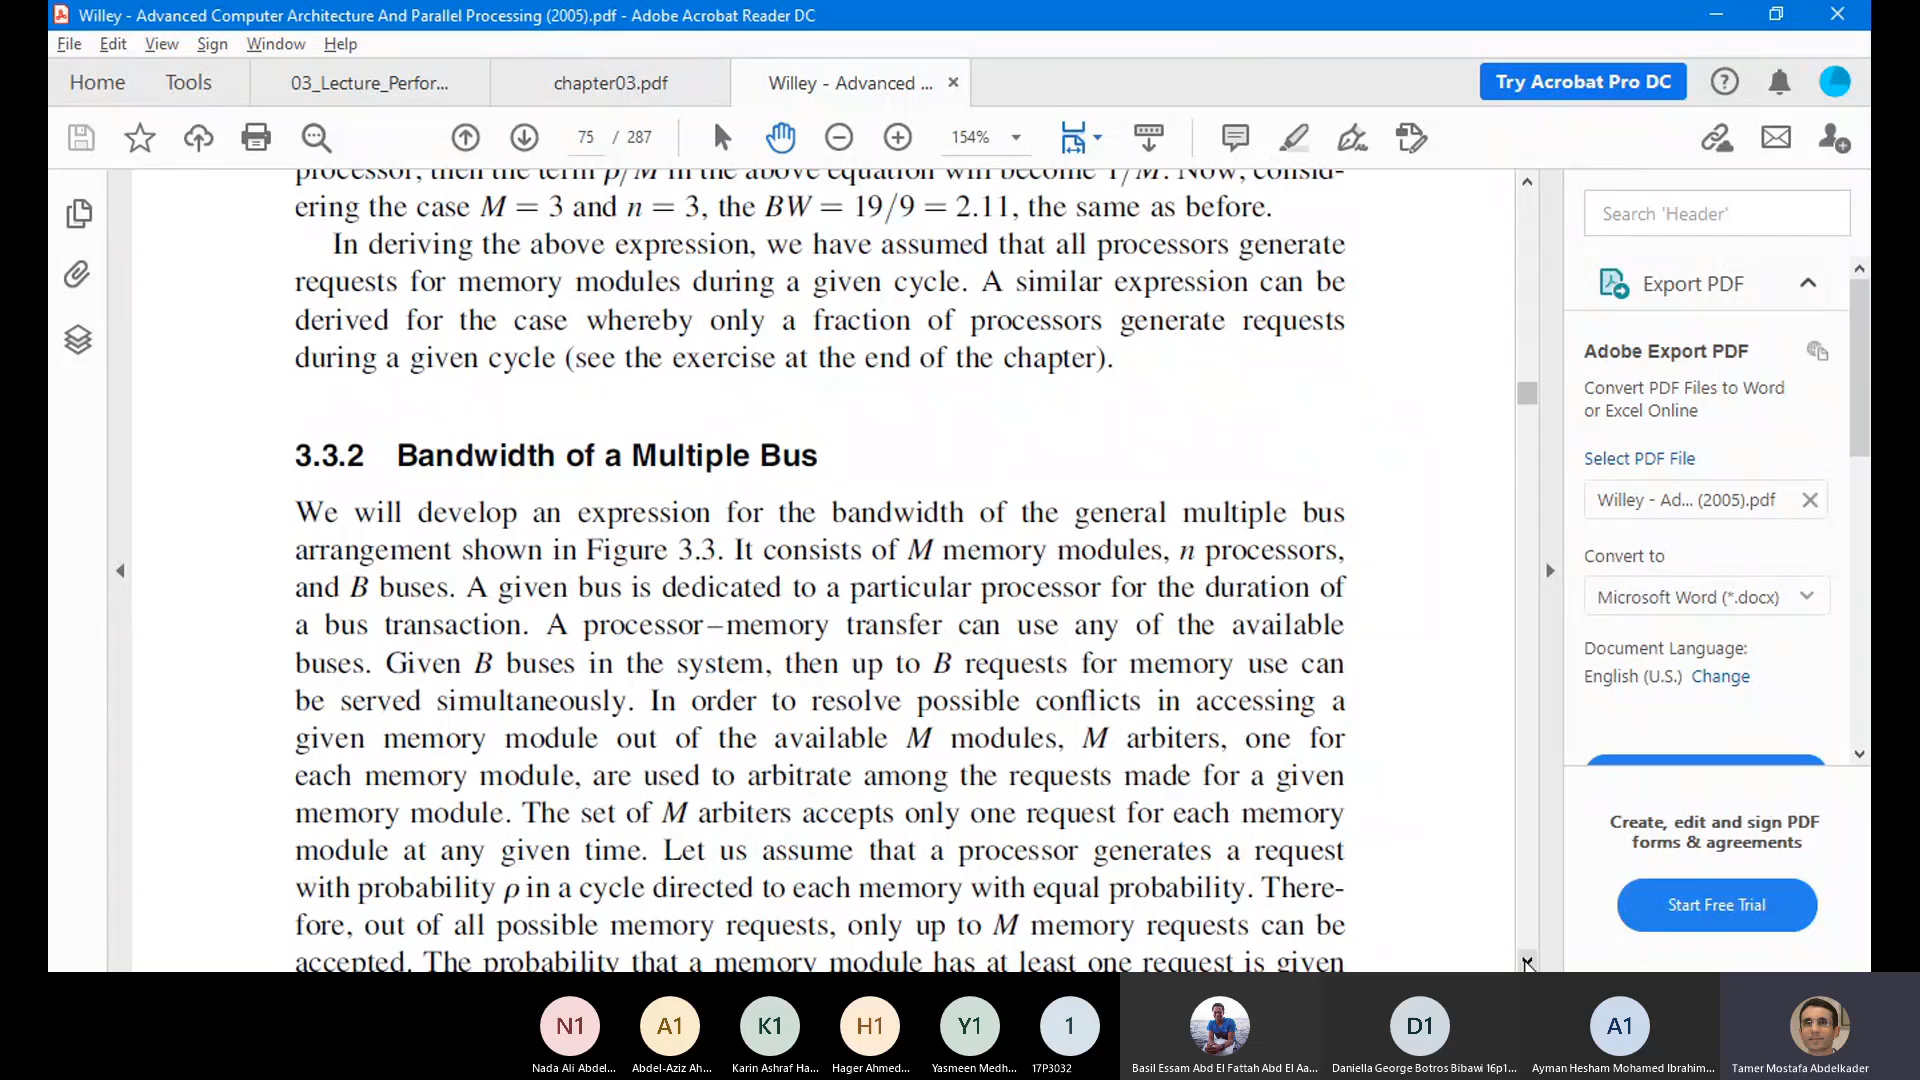 Willey - Advanced Computer Architecture And Parallel Processing (2005).pdf - Adobe Acrobat Reader DC
File Edit View Sign Window Help
Home Tools 03_Lecture_Perfor... chapter03.pdf Willey - Advanced ... Try Acrobat Pro DC
75 / 287 154%
processor, then the term ρ/M in the above equation will become 1/M. Now, consid-
ering the case M = 3 and n = 3, the BW = 19/9 = 2.11, the same as before.
In deriving the above expression, we have assumed that all processors generate
requests for memory modules during a given cycle. A similar expression can be
derived for the case whereby only a fraction of processors generate requests
during a given cycle (see the exercise at the end of the chapter).
3.3.2 Bandwidth of a Multiple Bus
We will develop an expression for the bandwidth of the general multiple bus
arrangement shown in Figure 3.3. It consists of M memory modules, n processors,
and B buses. A given bus is dedicated to a particular processor for the duration of
a bus transaction. A processor–memory transfer can use any of the available
buses. Given B buses in the system, then up to B requests for memory use can
be served simultaneously. In order to resolve possible conflicts in accessing a
given memory module out of the available M modules, M arbiters, one for
each memory module, are used to arbitrate among the requests made for a given
memory module. The set of M arbiters accepts only one request for each memory
module at any given time. Let us assume that a processor generates a request
with probability ρ in a cycle directed to each memory with equal probability. There-
fore, out of all possible memory requests, only up to M memory requests can be
accepted. The probability that a memory module has at least one request is given
Search 'Header'
Export PDF
Adobe Export PDF
Convert PDF Files to Word
or Excel Online
Select PDF File
Willey - Ad... (2005).pdf
Convert to
Microsoft Word (*.docx)
Document Language:
English (U.S.) Change
Create, edit and sign PDF
forms & agreements
Start Free Trial
N1 A1 K1 H1 Y1 1 D1 A1
Nada Ali Abdel... Abdel-Aziz Ah... Karin Ashraf Ha... Hager Ahmed... Yasmeen Medh... 17P3032 Basil Essam Abd El Fattah Abd El Aa... Daniella George Botros Bibawi 16p1... Ayman Hesham Mohamed Ibrahim... Tamer Mostafa Abdelkader